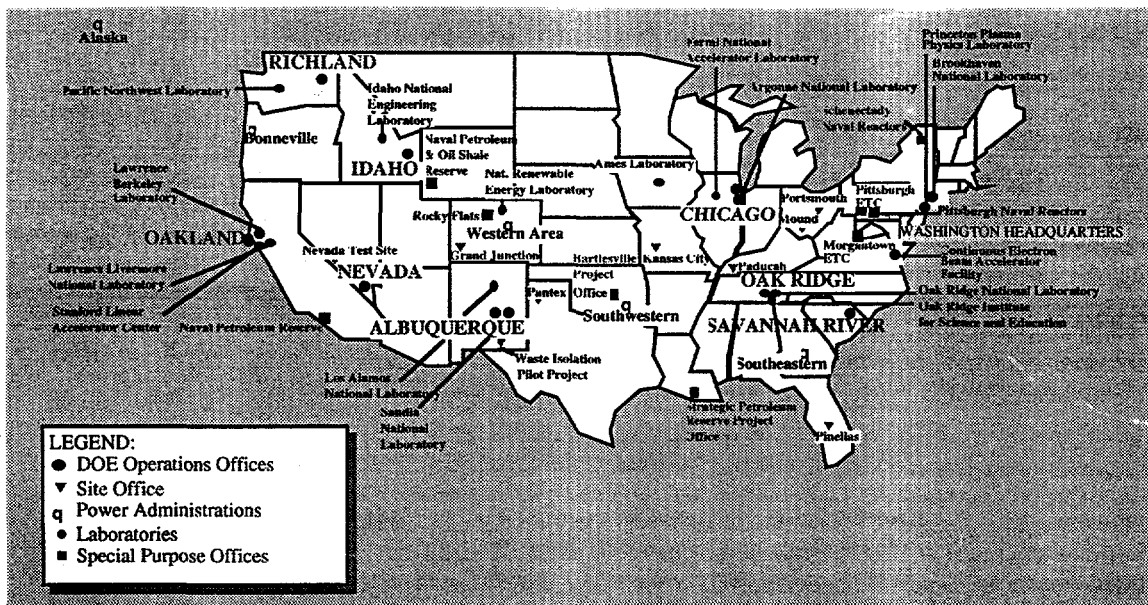 q
Alaska
RICHLAND
Pacific Northwest Laboratory
Idaho National
Engineering
Laboratory
q
Bonneville
IDAHO
Naval Petroleum
& Oil Shale
Reserve
Nat. Renewable
Energy Laboratory
Fermi National
Accelerator Laboratory
Argonne National Laboratory
Princeton Plasma
Physics Laboratory
Brookhaven
National Laboratory
Schenectady
Naval Reactors
Ames Laboratory
Lawrence
Berkeley
Laboratory
Rocky Flats
q
Western Area
CHICAGO
Portsmouth
Mound
Pittsburgh
ETC
Pittsburgh Naval Reactors
WASHINGTON HEADQUARTERS
OAKLAND
Nevada Test Site
Grand Junction
Bartlesville
Project
Office
Kansas City
Morgantown
ETC
Continuous Electron
Beam Accelerator
Facility
Lawrence Livermore
National Laboratory
NEVADA
Pantex
q
Southwestern
Paducah
OAK RIDGE
Oak Ridge National Laboratory
Oak Ridge Institute
for Science and Education
Stanford Linear
Accelerator Center
Naval Petroleum Reserve
ALBUQUERQUE
SAVANNAH RIVER
q
Southeastern
Waste Isolation
Pilot Project
Los Alamos
National Laboratory
Sandia
National
Laboratory
Strategic Petroleum
Reserve Project
Office
Pinellas
LEGEND:
DOE Operations Offices
Site Office
q Power Administrations
Laboratories
Special Purpose Offices